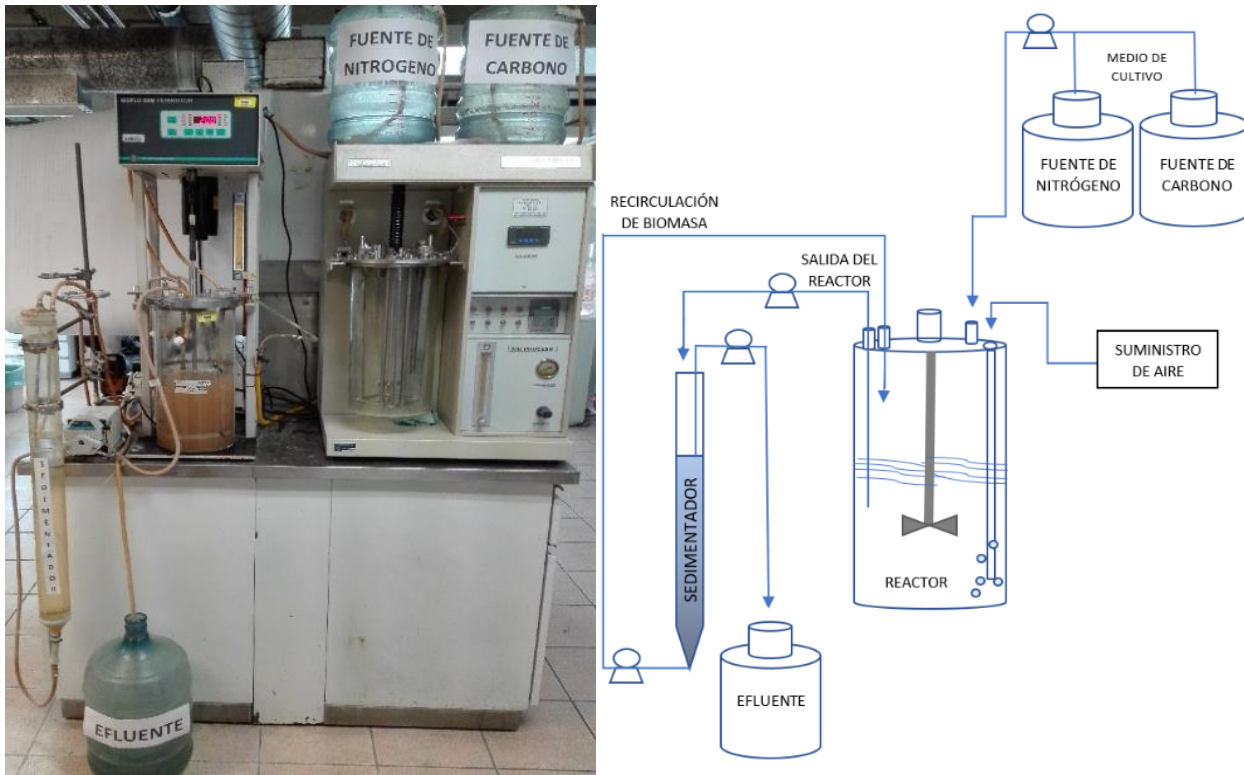 FUENTE DE
NITROGENO
FUENTE DE
CARBONO
SEDIMENTADOR
EFLUENTE
MEDIO DE
CULTIVO
FUENTE DE
NITRÓGENO
FUENTE DE
CARBONO
RECIRCULACIÓN
DE BIOMASA
SALIDA DEL
REACTOR
SUMINISTRO
DE AIRE
SEDIMENTADOR
REACTOR
EFLUENTE